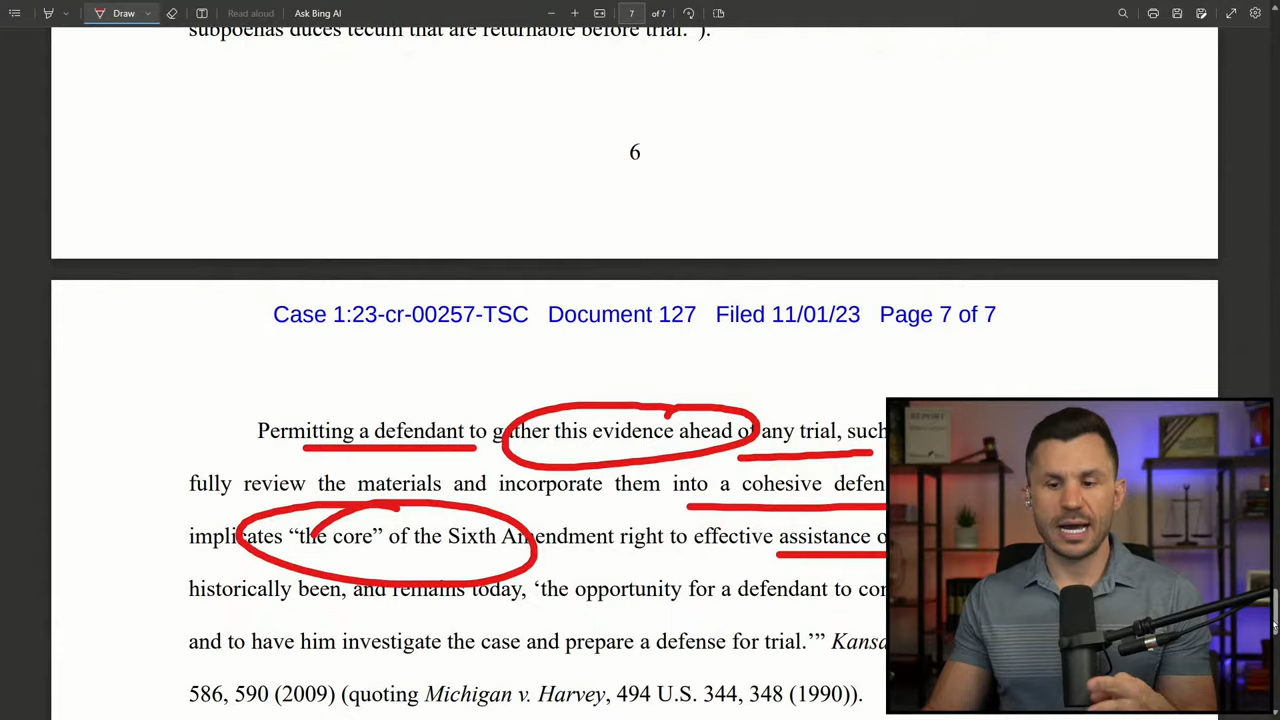 Draw
Read aloud
Ask Bing AI
7
of 7
subpoenas duces tecum that are returnable before trial.”).
6
Case 1:23-cr-00257-TSC Document 127 Filed 11/01/23 Page 7 of 7
Permitting a defendant to gather this evidence ahead of any trial, such
fully review the materials and incorporate them into a cohesive defen
implicates “the core” of the Sixth Amendment right to effective assistance o
historically been, and remains today, ‘the opportunity for a defendant to con
and to have him investigate the case and prepare a defense for trial.’” Kansa
586, 590 (2009) (quoting Michigan v. Harvey, 494 U.S. 344, 348 (1990)).
REPORT